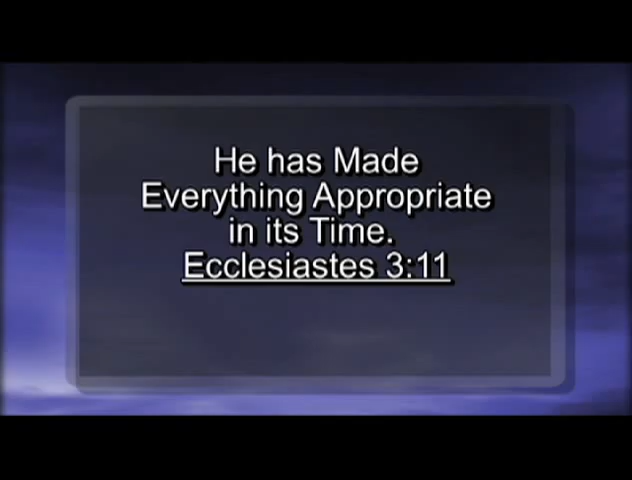 He has Made
Everything Appropriate
in its Time.
Ecclesiastes 3:11